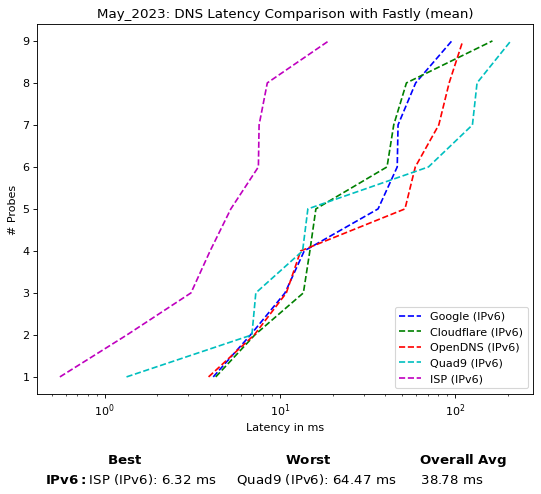 May_2023: DNS Latency Comparison with Fastly (mean)
9
8
7
6
5
4
3
2
1
# Probes
10^0
10^1
10^2
Latency in ms
Google (IPv6)
Cloudflare (IPv6)
OpenDNS (IPv6)
Quad9 (IPv6)
ISP (IPv6)
Best Worst Overall Avg
IPv6: ISP (IPv6): 6.32 ms Quad9 (IPv6): 64.47 ms 38.78 ms